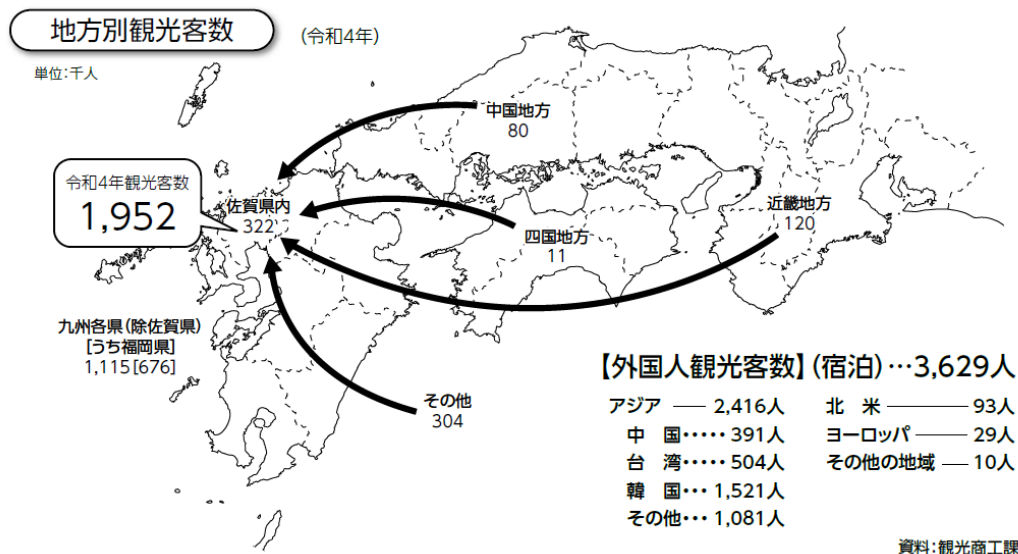 地方別観光客数
(令和4年)
単位:千人
中国地方
80
令和4年観光客数
1,952
佐賀県内
322
四国地方
11
近畿地方
120
九州各県(除佐賀県)
[うち福岡県]
1,115[676]
その他
304
【外国人観光客数】(宿泊)…3,629人
アジア ―― 2,416人
中 国・・・・・ 391人
台 湾・・・・・ 504人
韓 国・・・ 1,521人
その他・・・ 1,081人
北 米 ―――― 93人
ヨーロッパ ――― 29人
その他の地域 ― 10人
資料:観光商工課